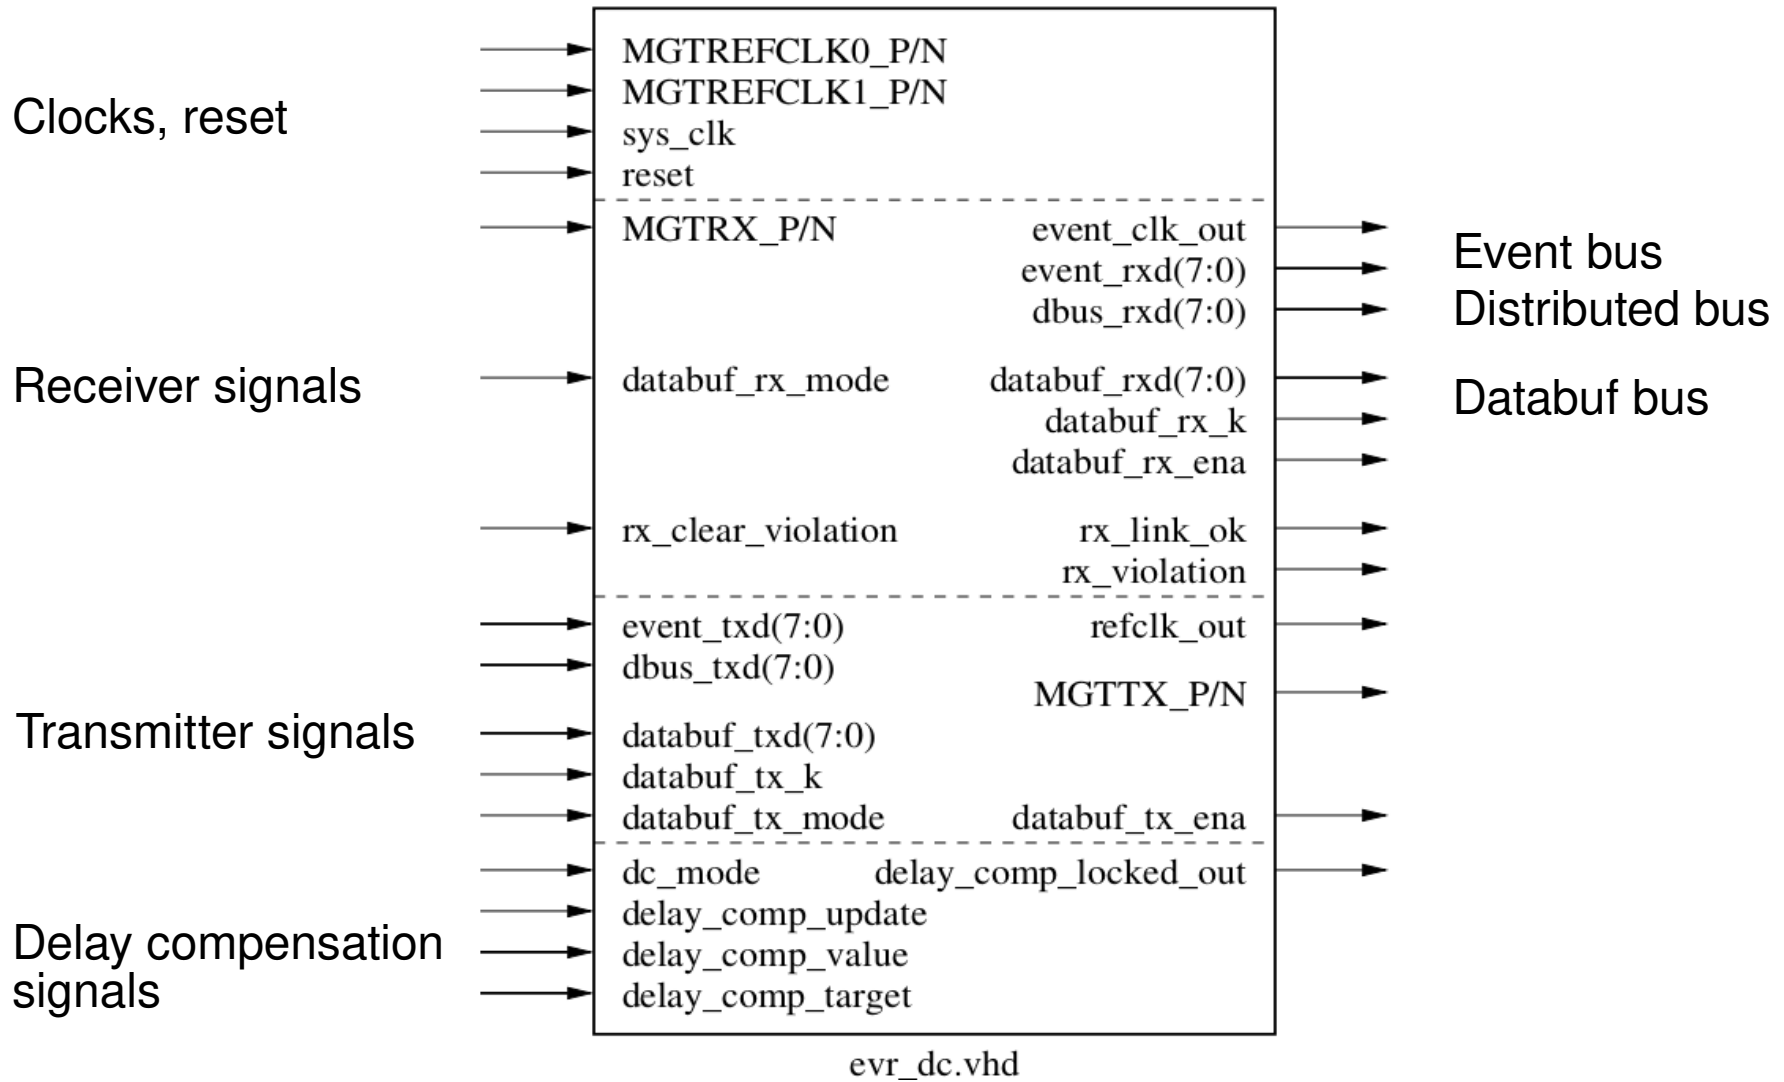 Clocks, reset
MGTREFCLK0_P/N
MGTREFCLK1_P/N
sys_clk
reset
Receiver signals
MGTRX_P/N event_clk_out
event_rxd(7:0)
dbus_rxd(7:0)
Event bus
Distributed bus
databuf_rx_mode databuf_rxd(7:0)
databuf_rx_k
databuf_rx_ena
Databuf bus
rx_clear_violation rx_link_ok
rx_violation
Transmitter signals
event_txd(7:0) refclk_out
dbus_txd(7:0)
MGTTX_P/N
databuf_txd(7:0)
databuf_tx_k
databuf_tx_mode databuf_tx_ena
Delay compensation
signals
dc_mode delay_comp_locked_out
delay_comp_update
delay_comp_value
delay_comp_target
evr_dc.vhd